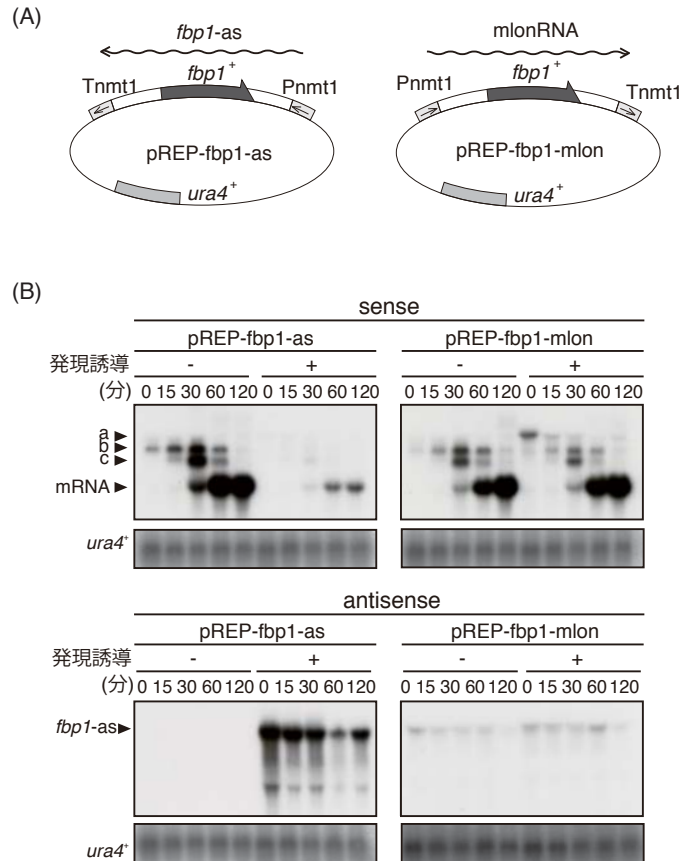 (A)
fbp1-as
mlonRNA
Tnmt1
fbp1+
Pnmt1
Pnmt1
fbp1+
Tnmt1
pREP-fbp1-as
pREP-fbp1-mlon
ura4+
ura4+
(B)
sense
pREP-fbp1-as
pREP-fbp1-mlon
発現誘導
-
+
-
+
(分)
0 15 30 60 120
0 15 30 60 120
0 15 30 60 120
0 15 30 60 120
a
b
c
mRNA
ura4+
antisense
pREP-fbp1-as
pREP-fbp1-mlon
発現誘導
-
+
-
+
(分)
0 15 30 60 120
0 15 30 60 120
0 15 30 60 120
0 15 30 60 120
fbp1-as
ura4+